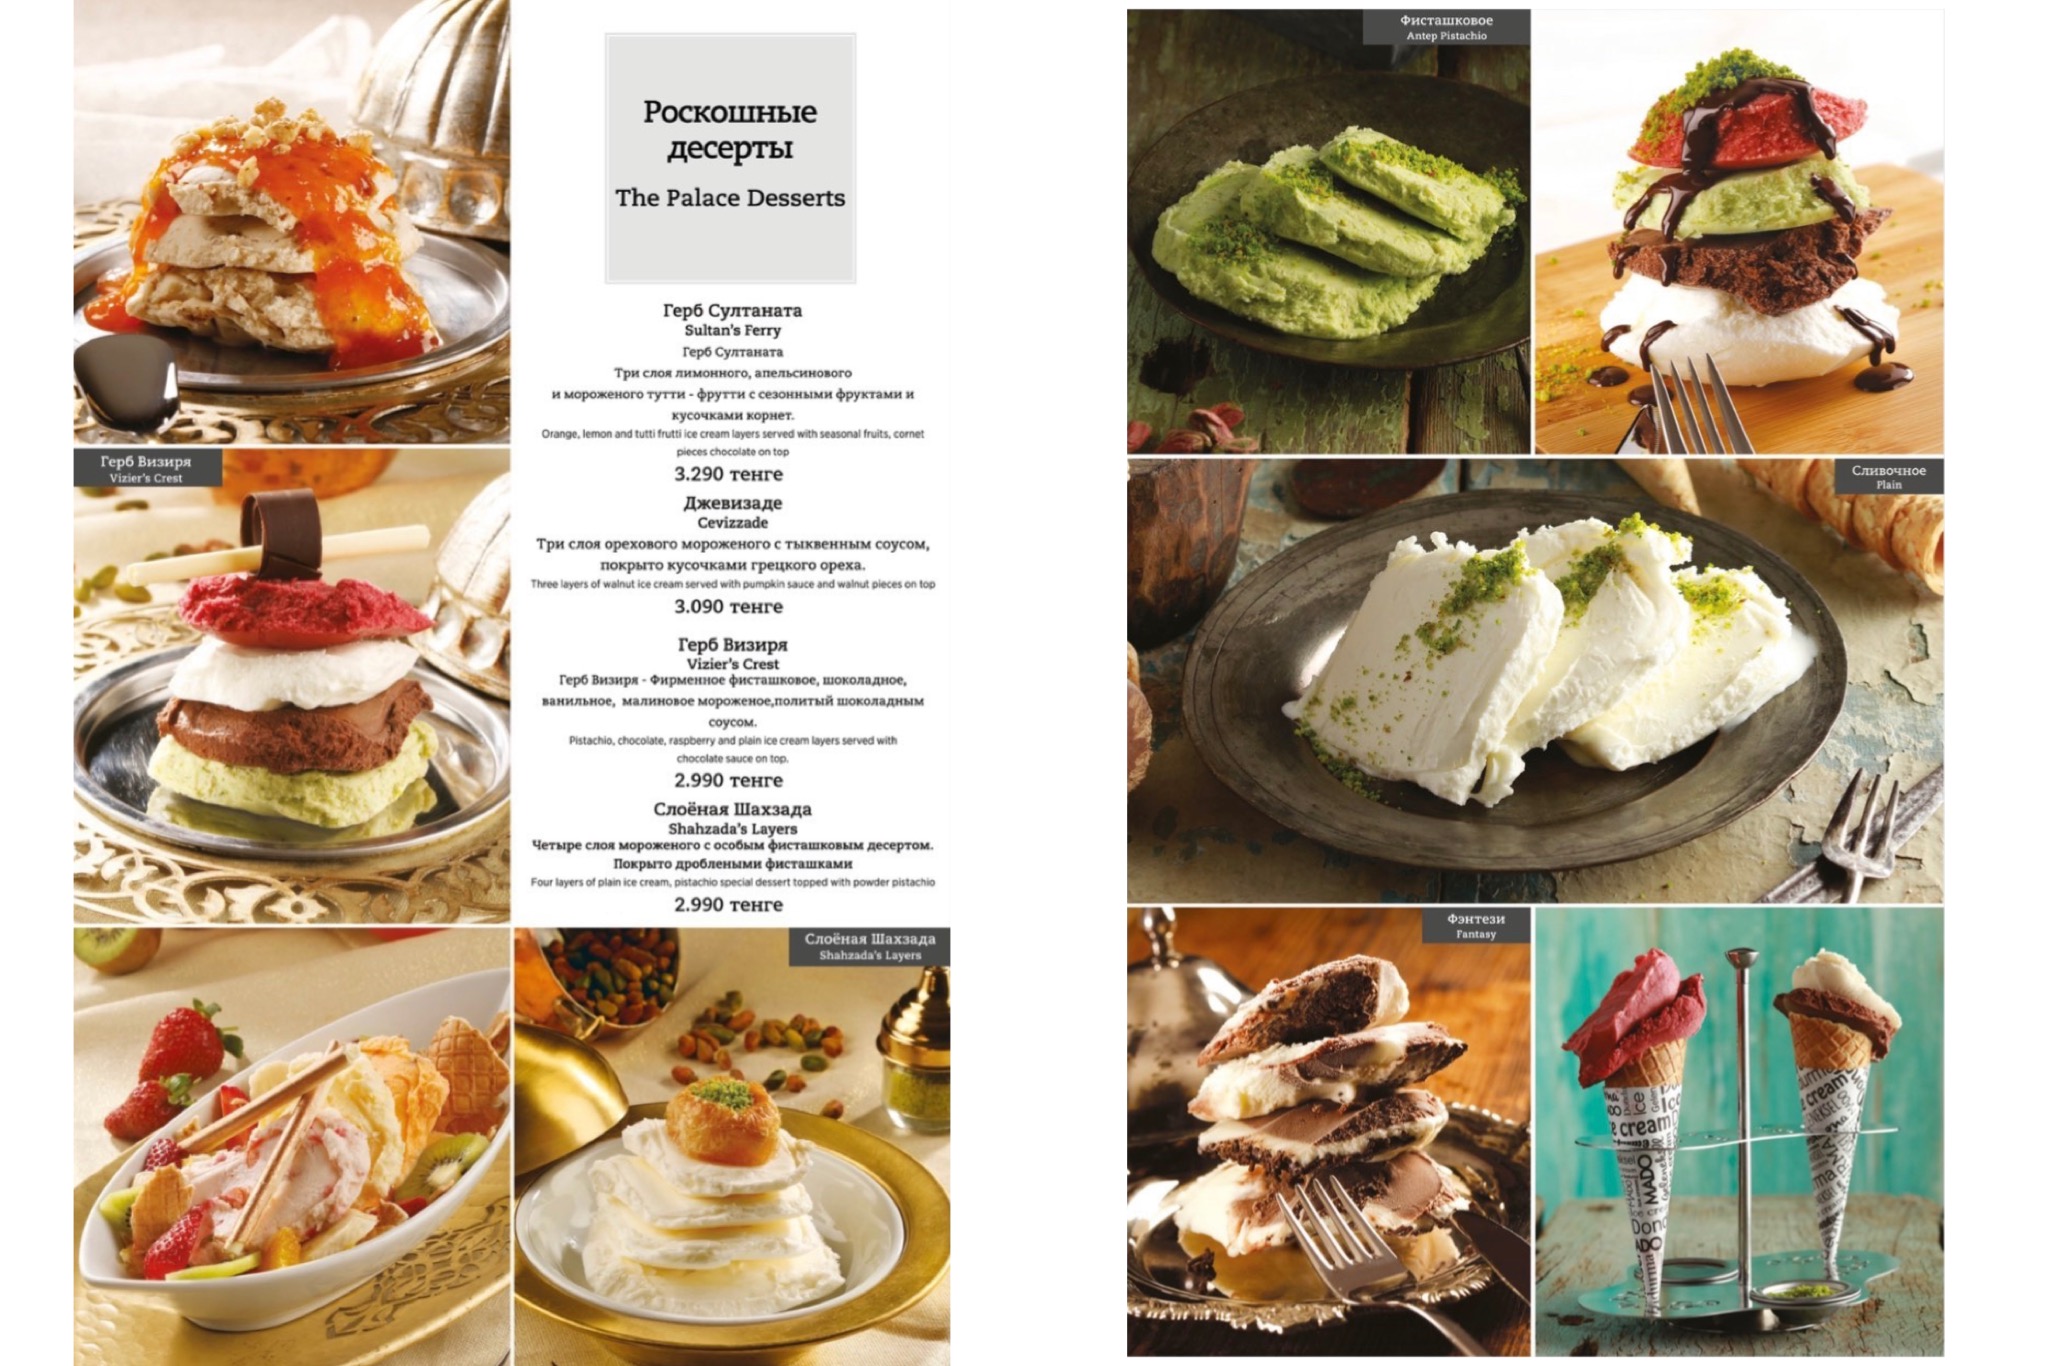 Роскошные
десерты
The Palace Desserts
Герб Султаната
Sultan's Ferry
Герб Султаната
Три слоя лимонного, апельсинового
и мороженого тутти - фрутти с сезонными фруктами и
кусочками корнет.
Orange, lemon and tutti frutti ice cream layers served with seasonal fruits, cornet
pieces chocolate on top
3.290 тенге
Джевизаде
Cevizzade
Три слоя орехового мороженого с тыквенным соусом,
покрыто кусочками грецкого ореха.
Three layers of walnut ice cream served with pumpkin sauce and walnut pieces on top
3.090 тенге
Герб Визиря
Vizier's Crest
Герб Визиря - Фирменное фисташковое, шоколадное,
ванильное, малиновое мороженое,политый шоколадным
соусом.
Pistachio, chocolate, raspberry and plain ice cream layers served with
chocolate sauce on top.
2.990 тенге
Слоёная Шахзада
Shahzada's Layers
Четыре слоя мороженого с особым фисташковым десертом.
Покрыто дроблеными фисташками
Four layers of plain ice cream, pistachio special dessert topped with powder pistachio
2.990 тенге
Герб Визиря
Vizier's Crest
Слоёная Шахзада
Shahzada's Layers
Фисташковое
Antep Pistachio
Сливочное
Plain
Фэнтези
Fantasy
ice
cream
MADO
Dono
ADO
ice cream